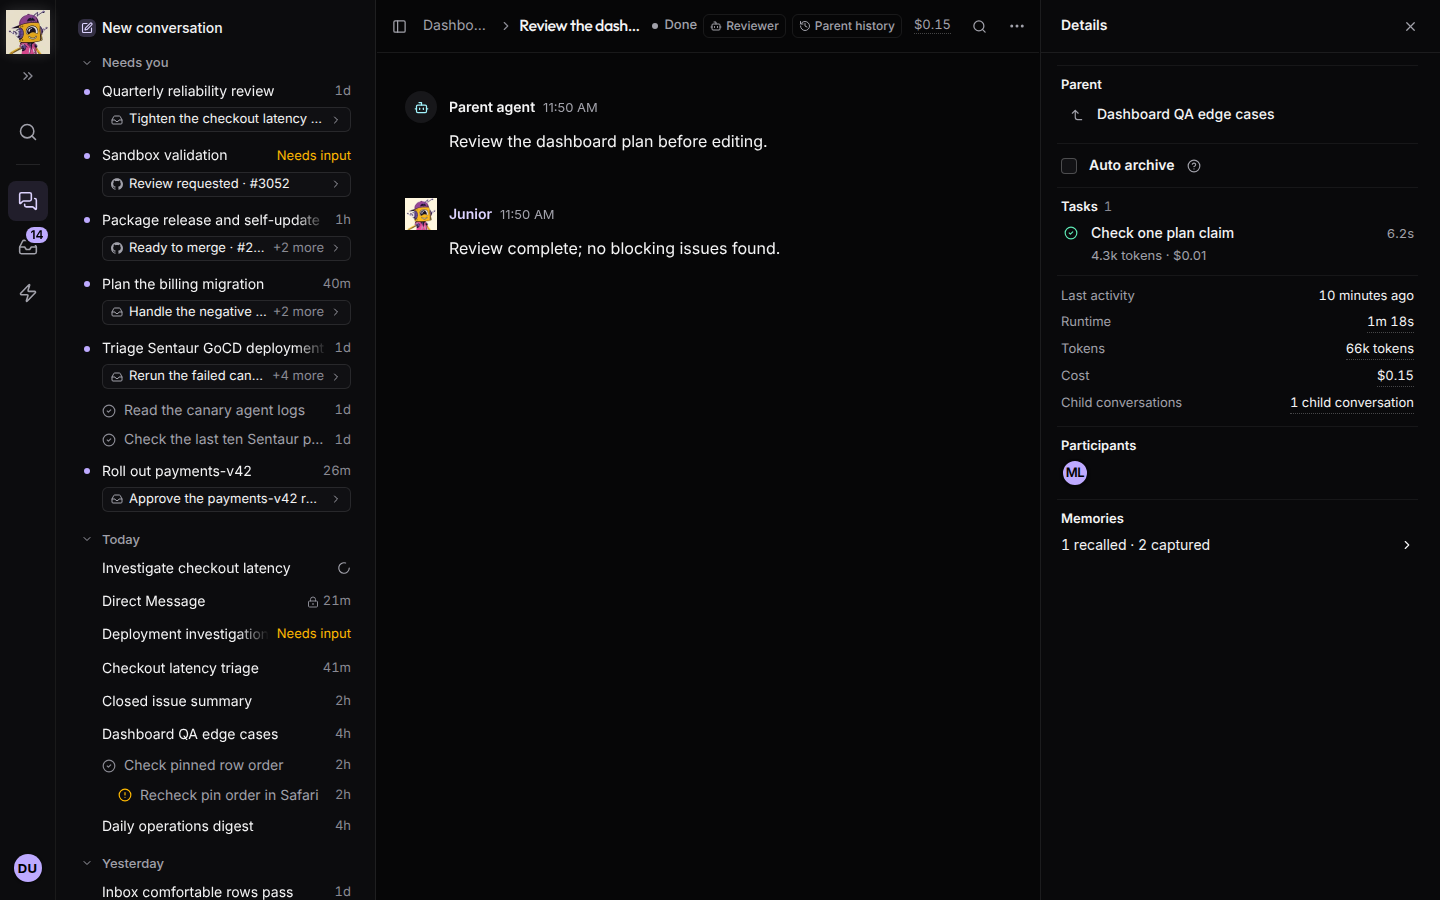 New conversation
Needs you
Quarterly reliability review 1d
Tighten the checkout latency ...
Sandbox validation Needs input
Review requested · #3052
Package release and self-update 1h
Ready to merge · #2... +2 more
Plan the billing migration 40m
Handle the negative ... +2 more
Triage Sentaur GoCD deployment 1d
Rerun the failed can... +4 more
Read the canary agent logs 1d
Check the last ten Sentaur p... 1d
Roll out payments-v42 26m
Approve the payments-v42 r...
Today
Investigate checkout latency
Direct Message 21m
Deployment investigation Needs input
Checkout latency triage 41m
Closed issue summary 2h
Dashboard QA edge cases 4h
Check pinned row order 2h
Recheck pin order in Safari 2h
Daily operations digest 4h
Yesterday
Inbox comfortable rows pass 1d
14
DU
Dashbo... Review the dash... Done Reviewer Parent history $0.15
Parent agent 11:50 AM
Review the dashboard plan before editing.
Junior 11:50 AM
Review complete; no blocking issues found.
Details
Parent
Dashboard QA edge cases
Auto archive
Tasks 1
Check one plan claim 6.2s
4.3k tokens · $0.01
Last activity 10 minutes ago
Runtime 1m 18s
Tokens 66k tokens
Cost $0.15
Child conversations 1 child conversation
Participants
ML
Memories
1 recalled · 2 captured